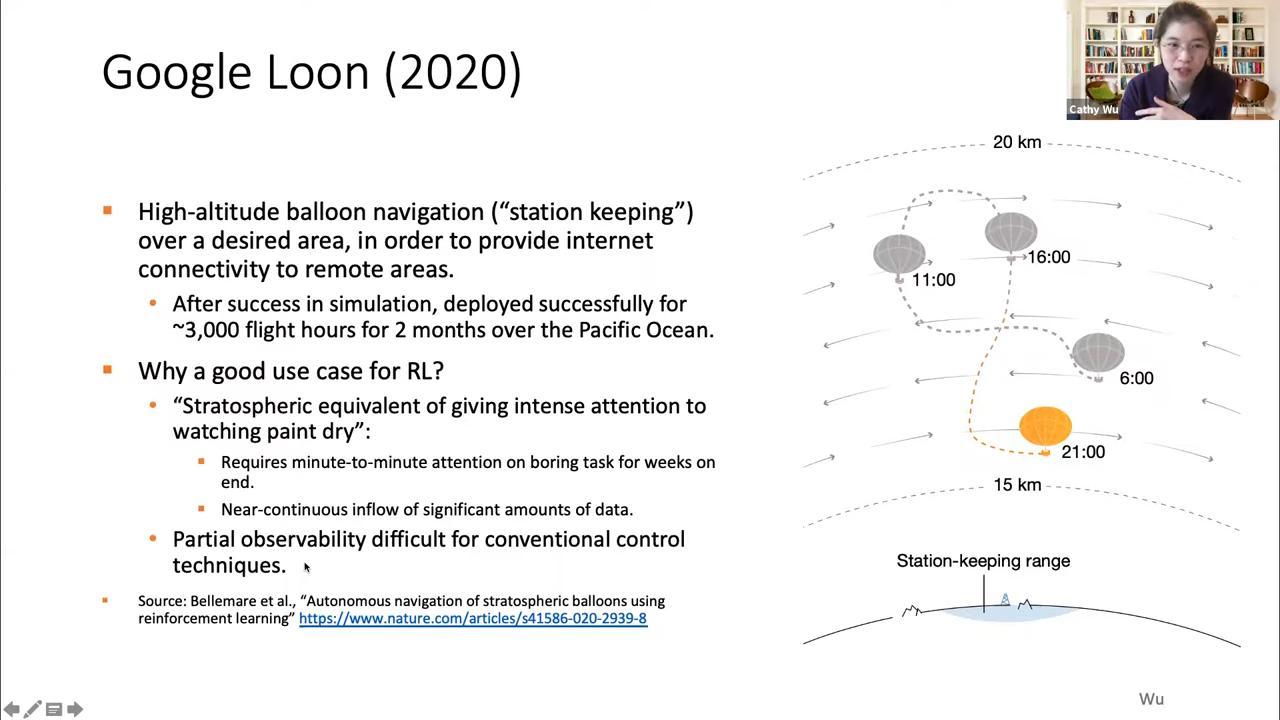 Google Loon (2020)
Cathy Wu
High-altitude balloon navigation (“station keeping”)
over a desired area, in order to provide internet
connectivity to remote areas.
After success in simulation, deployed successfully for
~3,000 flight hours for 2 months over the Pacific Ocean.
Why a good use case for RL?
“Stratospheric equivalent of giving intense attention to
watching paint dry”:
Requires minute-to-minute attention on boring task for weeks on
end.
Near-continuous inflow of significant amounts of data.
Partial observability difficult for conventional control
techniques.
Source: Bellemare et al., “Autonomous navigation of stratospheric balloons using
reinforcement learning” https://www.nature.com/articles/s41586-020-2939-8
20 km
16:00
11:00
6:00
21:00
15 km
Station-keeping range
Wu